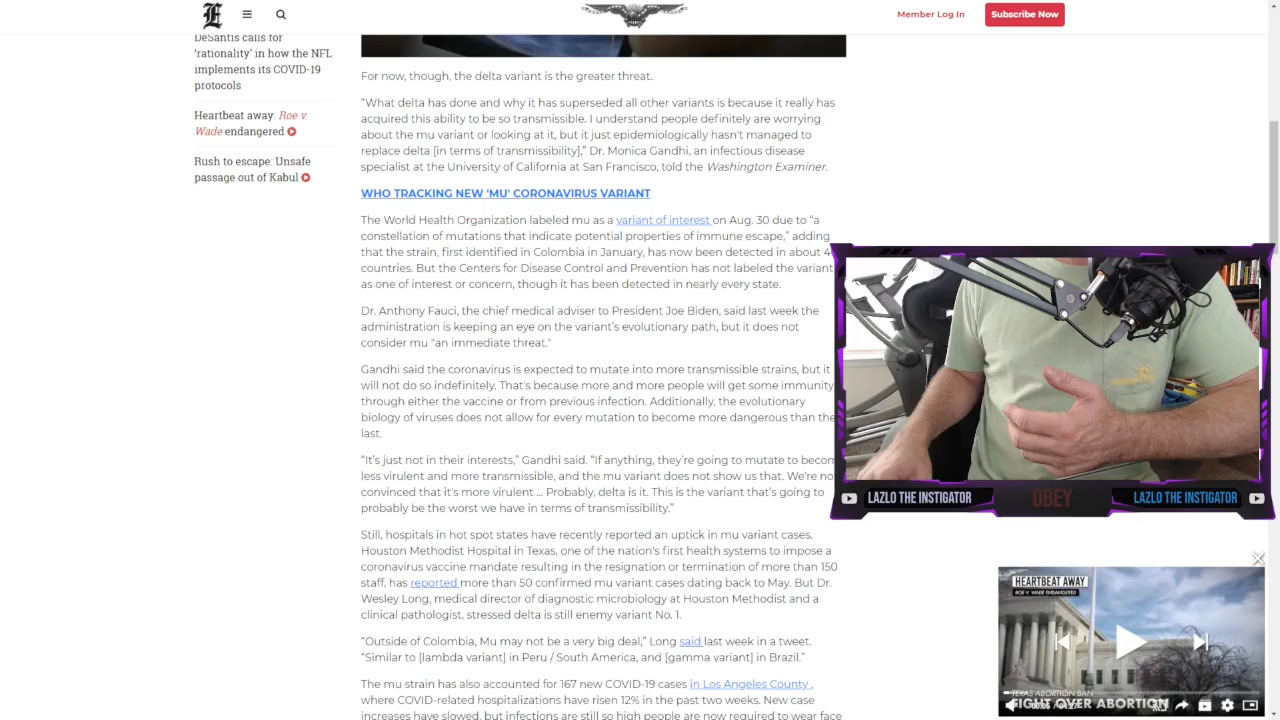 Member Log In
Subscribe Now
DeSantis calls for
'rationality' in how the NFL
implements its COVID-19
protocols
Heartbeat away: Roe v.
Wade endangered
Rush to escape: Unsafe
passage out of Kabul
For now, though, the delta variant is the greater threat.
“What delta has done and why it has superseded all other variants is because it really has
acquired this ability to be so transmissible. I understand people definitely are worrying
about the mu variant or looking at it, but it just epidemiologically hasn't managed to
replace delta [in terms of transmissibility],” Dr. Monica Gandhi, an infectious disease
specialist at the University of California at San Francisco, told the Washington Examiner.
WHO TRACKING NEW 'MU' CORONAVIRUS VARIANT
The World Health Organization labeled mu as a variant of interest on Aug. 30 due to “a
constellation of mutations that indicate potential properties of immune escape,” adding
that the strain, first identified in Colombia in January, has now been detected in about
countries. But the Centers for Disease Control and Prevention has not labeled the variant
as one of interest or concern, though it has been detected in nearly every state.
Dr. Anthony Fauci, the chief medical adviser to President Joe Biden, said last week the
administration is keeping an eye on the variant’s evolutionary path, but it does not
consider mu "an immediate threat."
Gandhi said the coronavirus is expected to mutate into more transmissible strains, but it
will not do so indefinitely. That's because more and more people will get some immunity
through either the vaccine or from previous infection. Additionally, the evolutionary
biology of viruses does not allow for every mutation to become more dangerous than the
last.
“It’s just not in their interests,” Gandhi said. “If anything, they’re going to mutate to becom
less virulent and more transmissible, and the mu variant does not show us that. We're no
convinced that it's more virulent ... Probably, delta is it. This is the variant that’s going to
probably be the worst we have in terms of transmissibility.”
Still, hospitals in hot spot states have recently reported an uptick in mu variant cases.
Houston Methodist Hospital in Texas, one of the nation's first health systems to impose a
coronavirus vaccine mandate resulting in the resignation or termination of more than 150
staff, has reported more than 50 confirmed mu variant cases dating back to May. But Dr.
Wesley Long, medical director of diagnostic microbiology at Houston Methodist and a
clinical pathologist, stressed delta is still enemy variant No. 1.
“Outside of Colombia, Mu may not be a very big deal,” Long said last week in a tweet.
“Similar to [lambda variant] in Peru / South America, and [gamma variant] in Brazil.”
The mu strain has also accounted for 167 new COVID-19 cases in Los Angeles County ,
where COVID-related hospitalizations have risen 12% in the past two weeks. New case
increases have slowed, but infections are still so high people are now required to wear face
LAZLO THE INSTIGATOR
OBEY
LAZLO THE INSTIGATOR
HEARTBEAT AWAY
ROE V. WADE ENDANGERED
TEXAS ABORTION BAN
FIGHT OVER ABORTION